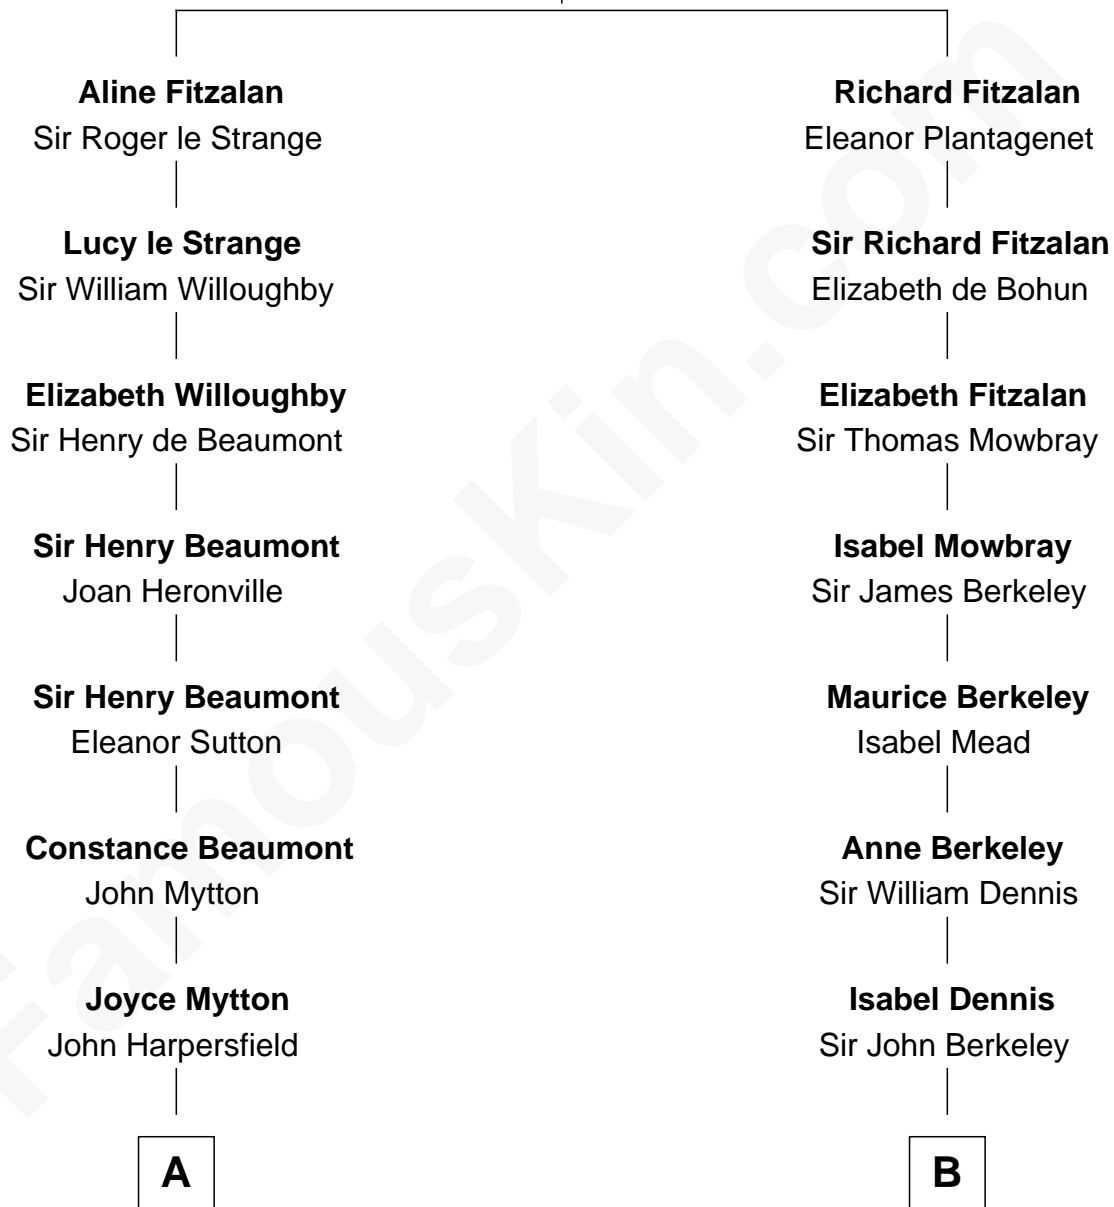 Aline Fitzalan
Sir Roger le Strange
Lucy le Strange
Sir William Willoughby
Elizabeth Willoughby
Sir Henry de Beaumont
Sir Henry Beaumont
Joan Heronville
Sir Henry Beaumont
Eleanor Sutton
Constance Beaumont
John Mytton
Joyce Mytton
John Harpersfield
A
Richard Fitzalan
Eleanor Plantagenet
Sir Richard Fitzalan
Elizabeth de Bohun
Elizabeth Fitzalan
Sir Thomas Mowbray
Isabel Mowbray
Sir James Berkeley
Maurice Berkeley
Isabel Mead
Anne Berkeley
Sir William Dennis
Isabel Dennis
Sir John Berkeley
B
FamousKin.com